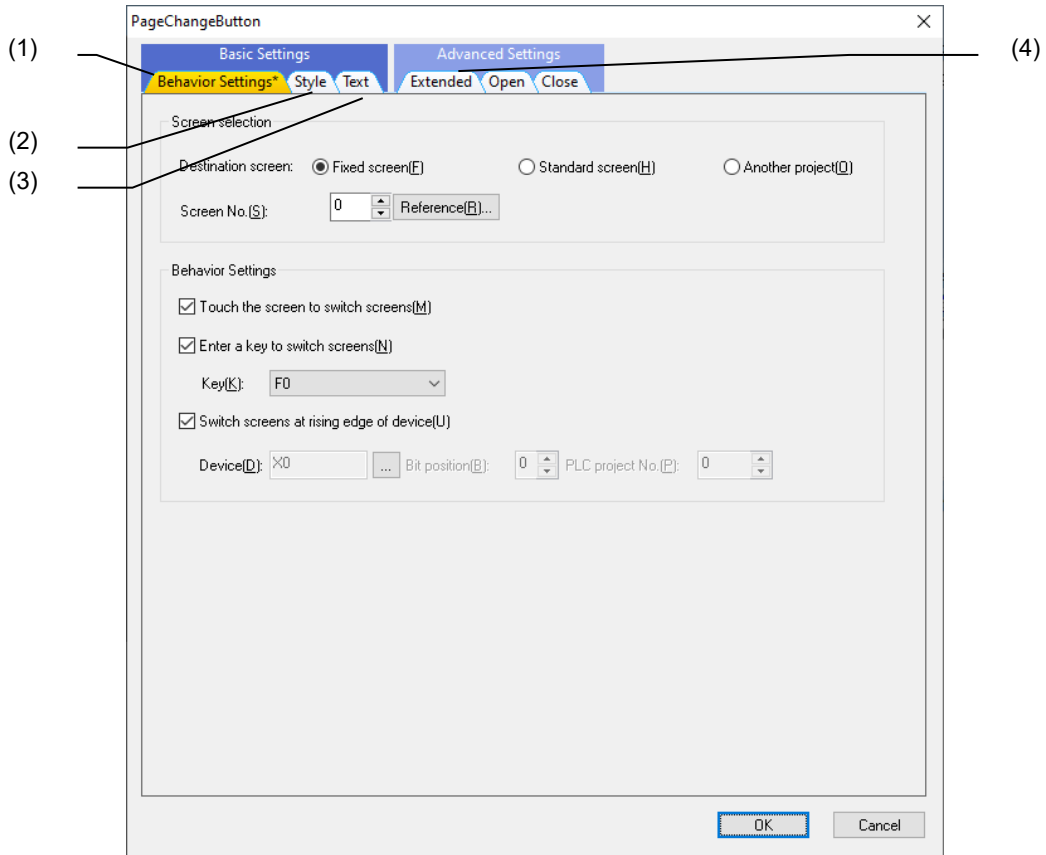 PageChangeButton
(1)
Basic Settings
Advanced Settings
(4)
Behavior Settings*
Style
Text
Extended
Open
Close
Screen selection
(2)
Destination screen:
Fixed screen(F)
Standard screen(H)
Another project(O)
(3)
Screen No.(S):
0
Reference(R)...
Behavior Settings
Touch the screen to switch screens(M)
Enter a key to switch screens(N)
Key(K):
F0
Switch screens at rising edge of device(U)
Device(D):
X0
...
Bit position(B):
0
PLC project No.(P):
0
OK
Cancel